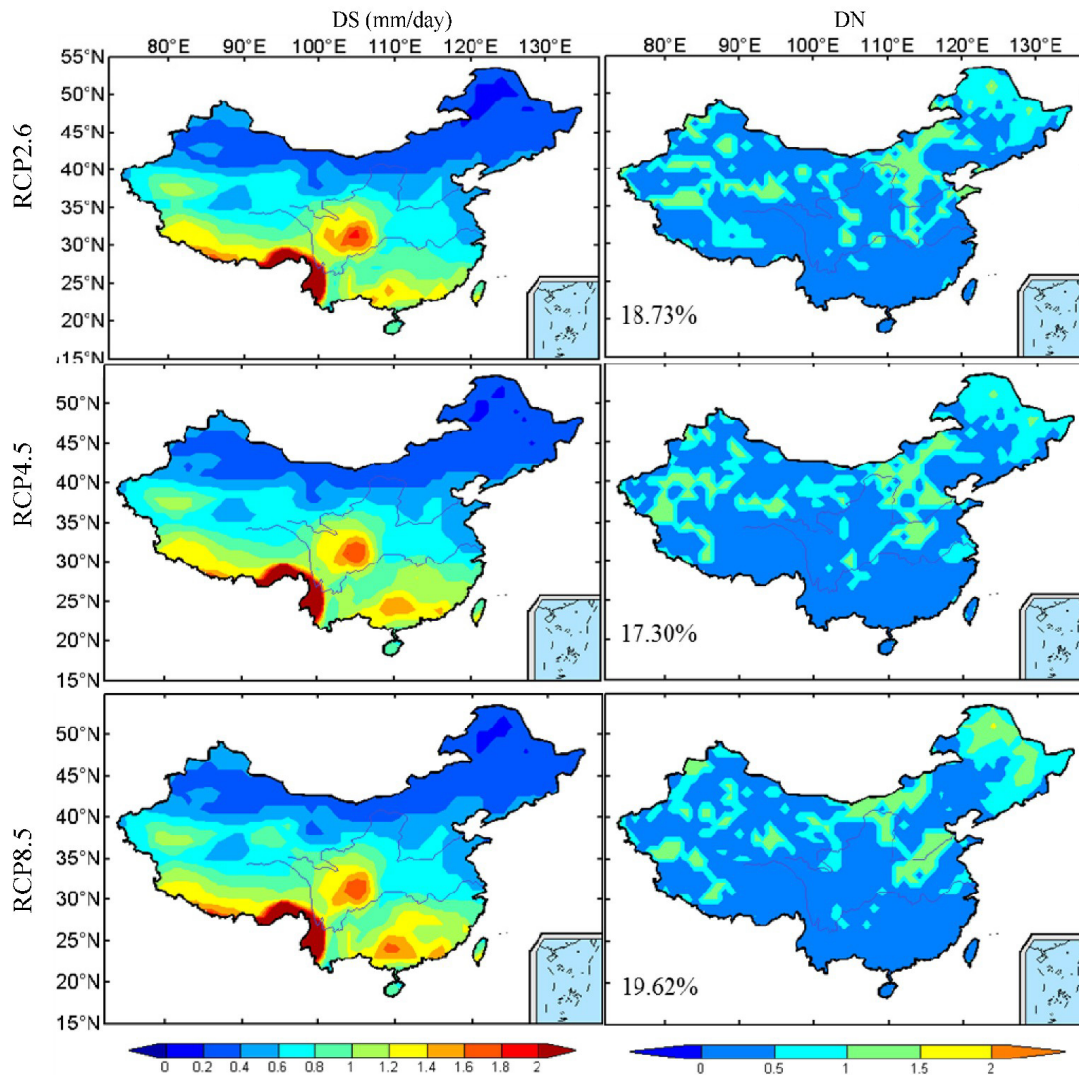 DS (mm/day)
DN
80°E 90°E 100°E 110°E 120°E 130°E
80°E 90°E 100°E 110°E 120°E 130°E
55°N
50°N
45°N
40°N
35°N
30°N
25°N
20°N
15°N
RCP2.6
18.73%
50°N
45°N
40°N
35°N
30°N
25°N
20°N
15°N
RCP4.5
17.30%
50°N
45°N
40°N
35°N
30°N
25°N
20°N
15°N
RCP8.5
19.62%
0 0.2 0.4 0.6 0.8 1 1.2 1.4 1.6 1.8 2
0 0.5 1 1.5 2